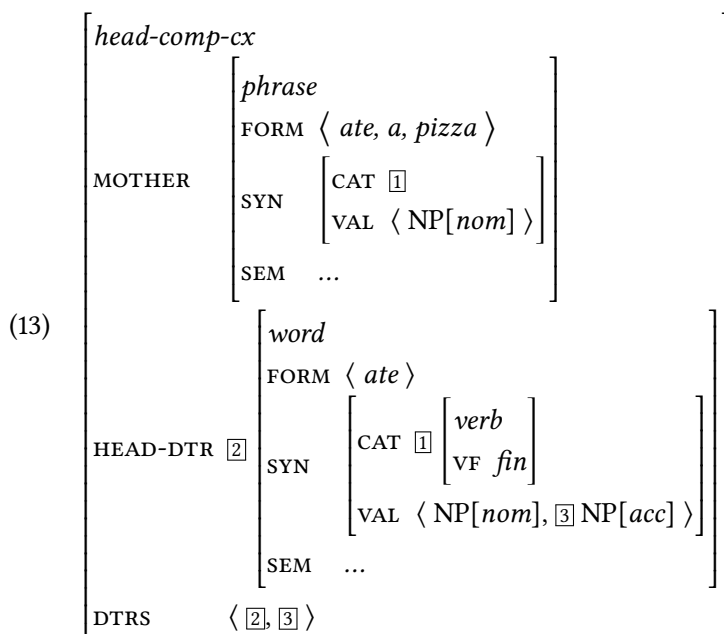 head-comp-cx
phrase
FORM ⟨ ate, a, pizza ⟩
MOTHER
SYN
CAT 1
VAL ⟨ NP[nom] ⟩
SEM ...
(13)
word
FORM ⟨ ate ⟩
HEAD-DTR 2
SYN
CAT 1
verb
VF fin
VAL ⟨ NP[nom], 3 NP[acc] ⟩
SEM ...
DTRS ⟨ 2, 3 ⟩